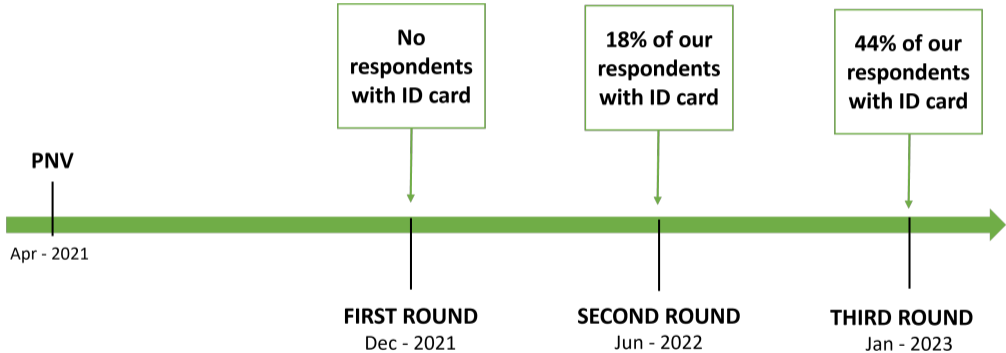 No
respondents
with ID card
18% of our
respondents
with ID card
44% of our
respondents
with ID card
PNV
Apr - 2021
FIRST ROUND
Dec - 2021
SECOND ROUND
Jun - 2022
THIRD ROUND
Jan - 2023